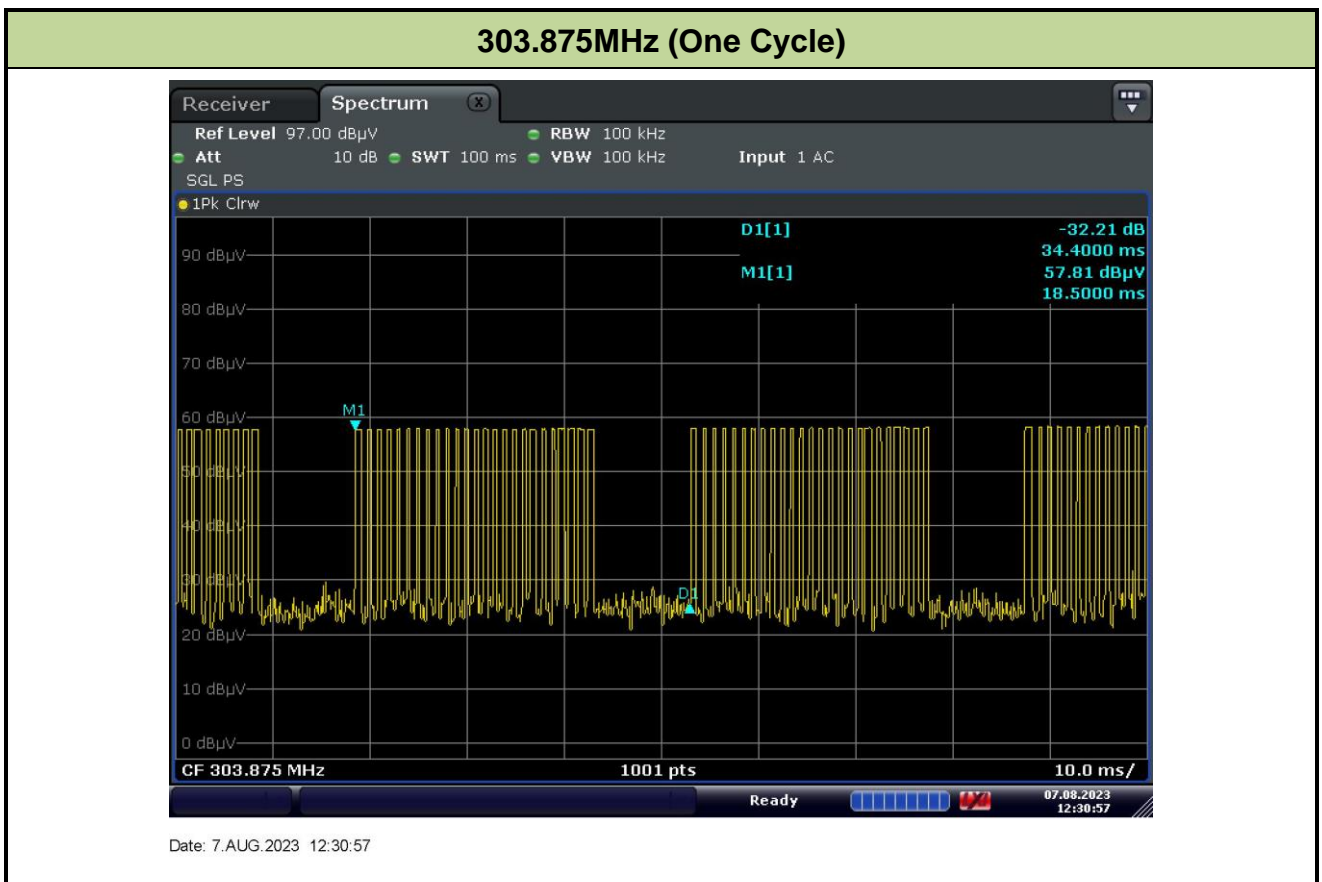 303.875MHz (One Cycle)
Receiver Spectrum X
Ref Level 97.00 dBµV RBW 100 kHz
Att 10 dB SWT 100 ms VBW 100 kHz Input 1 AC
SGL PS
1Pk Clrw
D1[1] -32.21 dB
34.4000 ms
M1[1] 57.81 dBµV
18.5000 ms
90 dBµV
80 dBµV
70 dBµV
60 dBµV
M1
50 dBµV
40 dBµV
30 dBµV
D1
20 dBµV
10 dBµV
0 dBµV
CF 303.875 MHz 1001 pts 10.0 ms/
Ready 07.08.2023
12:30:57
Date: 7.AUG.2023 12:30:57